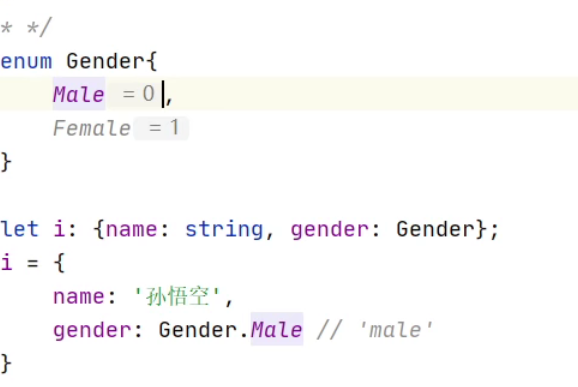 * */
enum Gender{
    Male = 0 ,
    Female = 1
}
let i: {name: string, gender: Gender};
i = {
    name: '孙悟空',
    gender: Gender.Male // 'male'
}